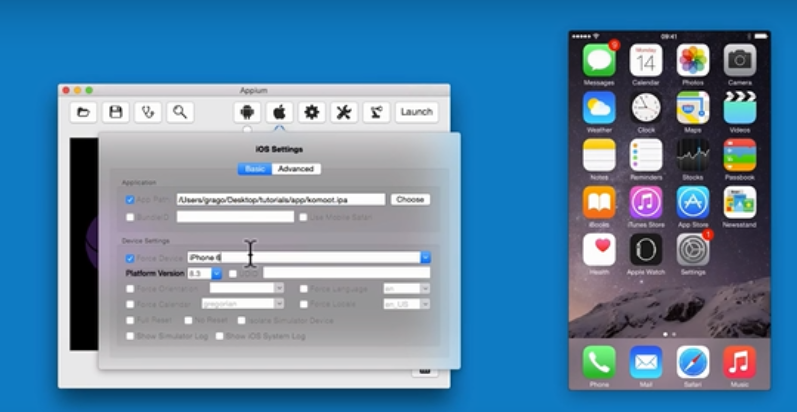 Appium
Launch
iOS Settings
Basic Advanced
Application
App Path /Users/grago/Desktop/tutorials/app/komoot.ipa Choose
BundleID Use Mobile Safari
Device Settings
Force Device iPhone 6
Platform Version 8.3
Force Orientation Force Language en
Force Calendar gregorian Force Locale en_US
Full Reset No Reset Isolate Simulator Device
Show Simulator Log Show iOS System Log
09:41
9
Monday
14
Messages Calendar Photos Camera
Weather Clock Maps Videos
Notes Reminders Stocks Passbook
iBooks iTunes Store App Store Newsstand
1
Health Apple Watch Settings
Phone Mail Safari Music